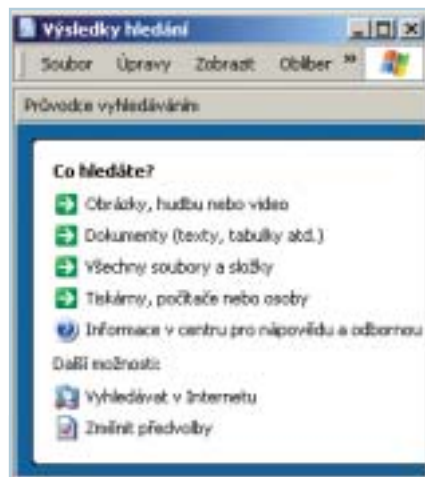 Výsledky hledání
Soubor Úpravy Zobrazit Obliber »
Průvodce vyhledáváním
Co hledáte?
Obrázky, hudbu nebo video
Dokumenty (texty, tabulky atd.)
Všechny soubory a složky
Tiskárny, počítače nebo osoby
Informace v centru pro nápovědu a odbornou
Další možnosti:
Vyhledávat v Internetu
Změnit předvolby